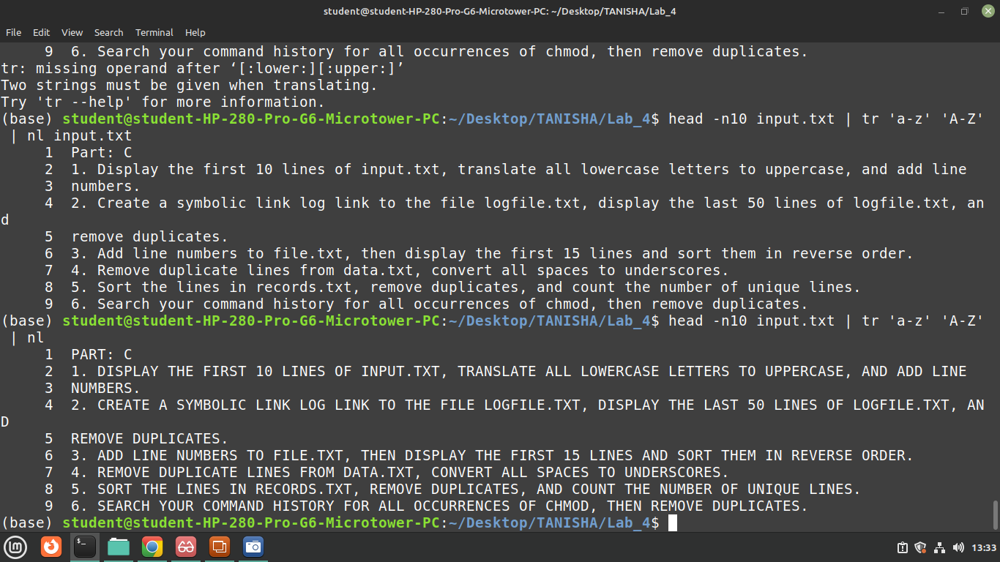 student@student-HP-280-Pro-G6-Microtower-PC: ~/Desktop/TANISHA/Lab_4
File Edit View Search Terminal Help
9 6. Search your command history for all occurrences of chmod, then remove duplicates.
tr: missing operand after ‘[:lower:][:upper:]’
Two strings must be given when translating.
Try 'tr --help' for more information.
(base) student@student-HP-280-Pro-G6-Microtower-PC:~/Desktop/TANISHA/Lab_4$ head -n10 input.txt | tr 'a-z' 'A-Z'
| nl input.txt
1 Part: C
2 1. Display the first 10 lines of input.txt, translate all lowercase letters to uppercase, and add line
3 numbers.
4 2. Create a symbolic link log link to the file logfile.txt, display the last 50 lines of logfile.txt, an
d
5 remove duplicates.
6 3. Add line numbers to file.txt, then display the first 15 lines and sort them in reverse order.
7 4. Remove duplicate lines from data.txt, convert all spaces to underscores.
8 5. Sort the lines in records.txt, remove duplicates, and count the number of unique lines.
9 6. Search your command history for all occurrences of chmod, then remove duplicates.
(base) student@student-HP-280-Pro-G6-Microtower-PC:~/Desktop/TANISHA/Lab_4$ head -n10 input.txt | tr 'a-z' 'A-Z'
| nl
1 PART: C
2 1. DISPLAY THE FIRST 10 LINES OF INPUT.TXT, TRANSLATE ALL LOWERCASE LETTERS TO UPPERCASE, AND ADD LINE
3 NUMBERS.
4 2. CREATE A SYMBOLIC LINK LOG LINK TO THE FILE LOGFILE.TXT, DISPLAY THE LAST 50 LINES OF LOGFILE.TXT, AN
D
5 REMOVE DUPLICATES.
6 3. ADD LINE NUMBERS TO FILE.TXT, THEN DISPLAY THE FIRST 15 LINES AND SORT THEM IN REVERSE ORDER.
7 4. REMOVE DUPLICATE LINES FROM DATA.TXT, CONVERT ALL SPACES TO UNDERSCORES.
8 5. SORT THE LINES IN RECORDS.TXT, REMOVE DUPLICATES, AND COUNT THE NUMBER OF UNIQUE LINES.
9 6. SEARCH YOUR COMMAND HISTORY FOR ALL OCCURRENCES OF CHMOD, THEN REMOVE DUPLICATES.
(base) student@student-HP-280-Pro-G6-Microtower-PC:~/Desktop/TANISHA/Lab_4$
13:33